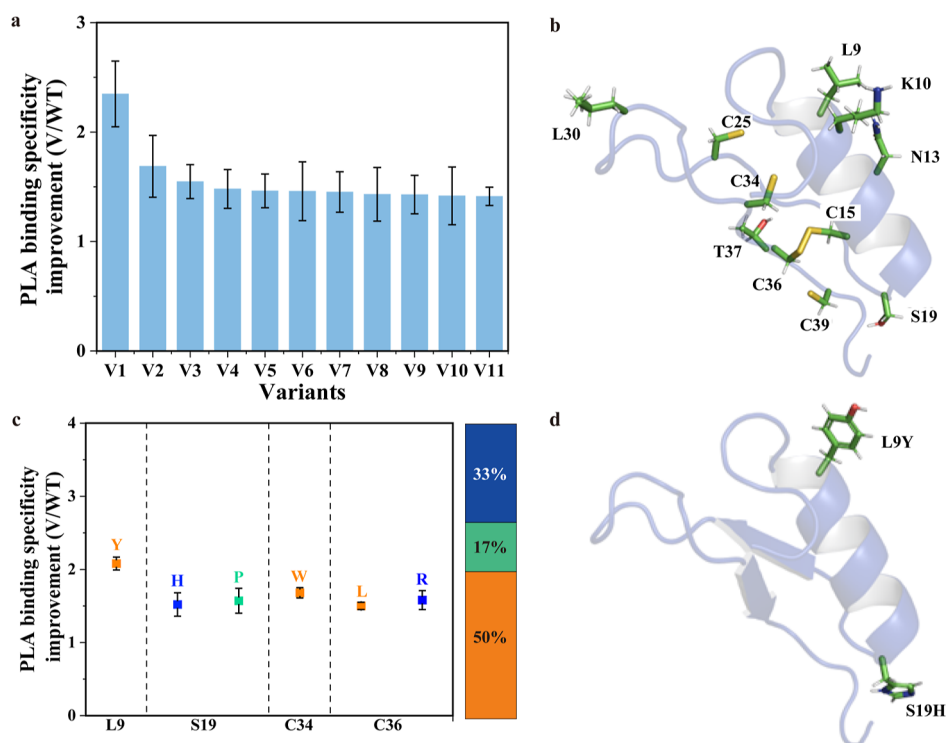 a
PLA binding specificity
improvement (V/WT)
3
2
1
0
V1 V2 V3 V4 V5 V6 V7 V8 V9 V10 V11
Variants
b
L9
K10
L30
C25
N13
C34
C15
T37
C36
C39
S19
c
PLA binding specificity
improvement (V/WT)
4
3
2
1
0
Y
H
P
W
L
R
L9 S19 C34 C36
33%
17%
50%
d
L9Y
S19H